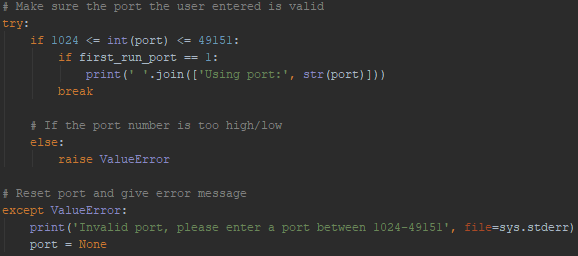 # Make sure the port the user entered is valid
try:
    if 1024 <= int(port) <= 49151:
        if first_run_port == 1:
            print(' '.join(['Using port:', str(port)]))
        break

    # If the port number is too high/low
    else:
        raise ValueError

# Reset port and give error message
except ValueError:
    print('Invalid port, please enter a port between 1024-49151', file=sys.stderr)
    port = None